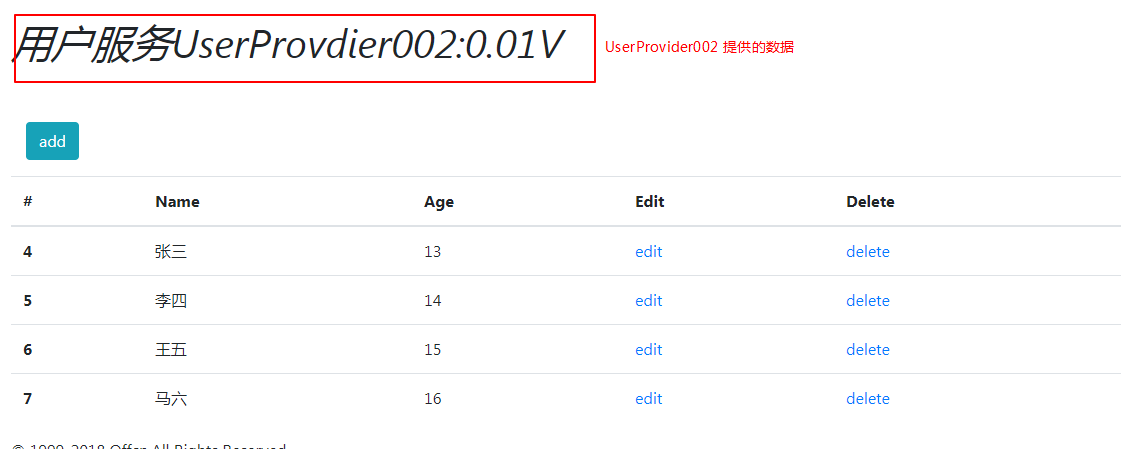 用户服务UserProvdier002:0.01V
UserProvider002 提供的数据
add
# Name Age Edit Delete
4 张三 13 edit delete
5 李四 14 edit delete
6 王五 15 edit delete
7 马六 16 edit delete
© 1999-2018 Offcn All Rights Reserved